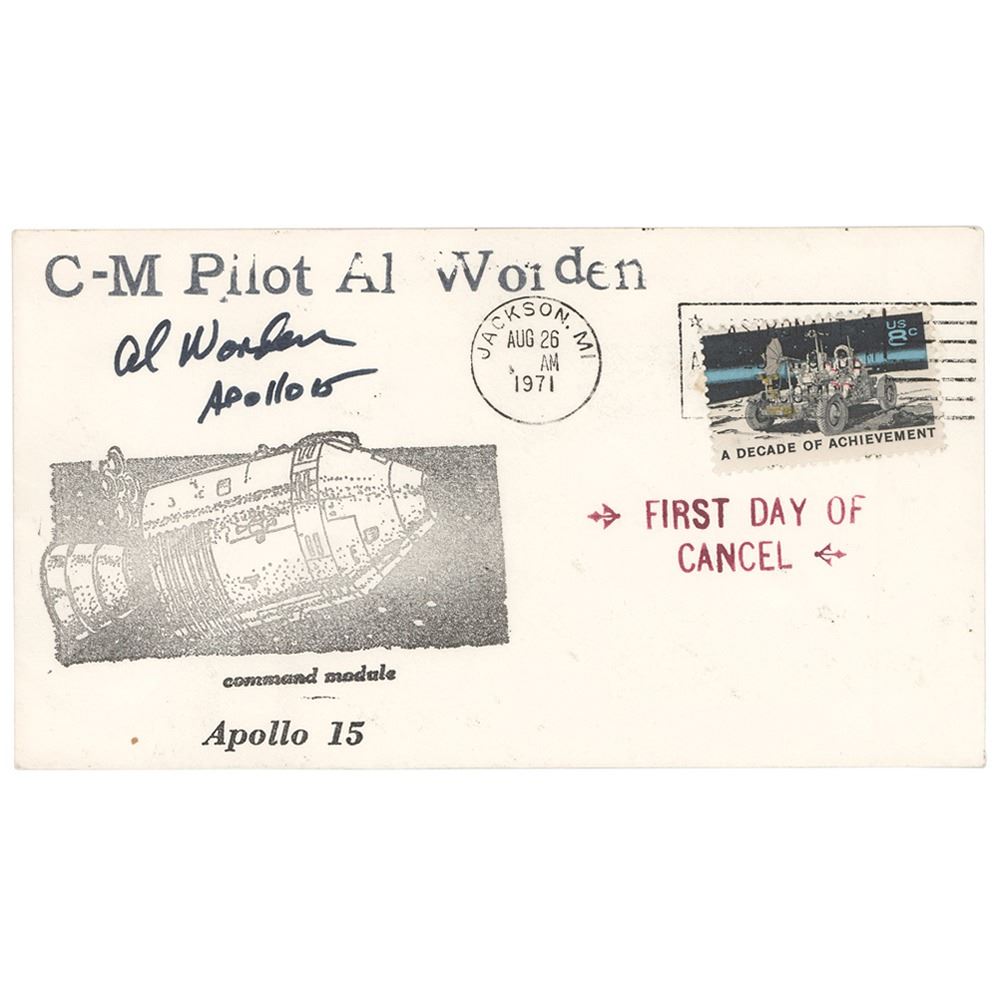 C-M Pilot Al Worden
Al Worden
Apollo 15
JACKSON, MI
AUG 26
AM
1971
US
8c
A DECADE OF ACHIEVEMENT
FIRST DAY OF
CANCEL
command module
Apollo 15